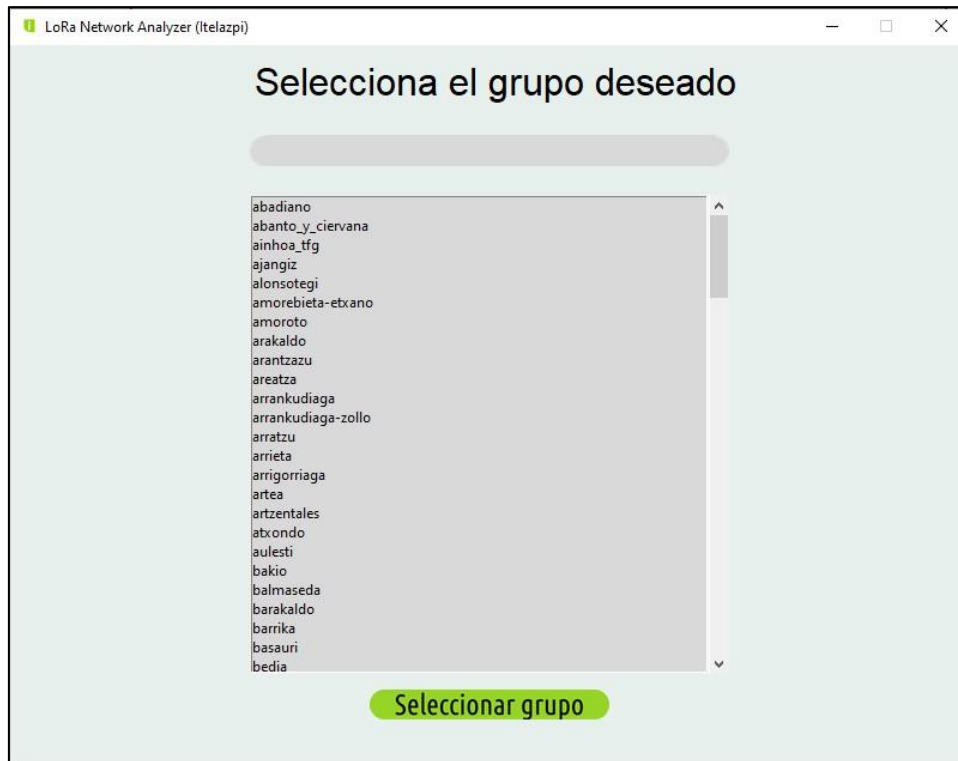 LoRa Network Analyzer (Itelazpi)
Selecciona el grupo deseado
abadiano
abanto_y_ciervana
ainhoa_tfg
ajangiz
alonsotegi
amorebieta-etxano
amoroto
arakaldo
arantzazu
areatza
arrankudiaga
arrankudiaga-zollo
arratzu
arrieta
arrigorriaga
artea
artzentales
atxondo
aulesti
bakio
balmaseda
barakaldo
barrika
basauri
bedia
Seleccionar grupo